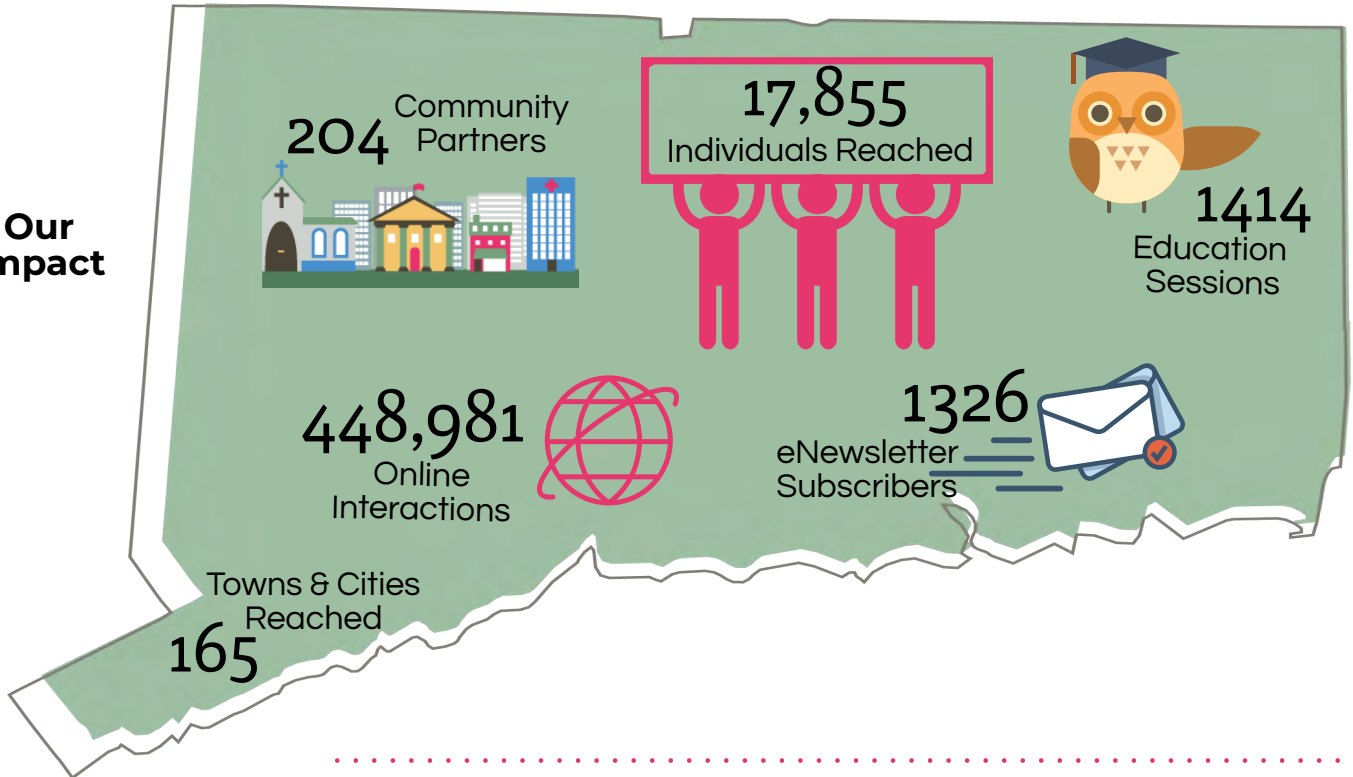 Our
mpact
204
Community
Partners
17,855
Individuals Reached
1414
Education
Sessions
448,981
Online
Interactions
1326
eNewsletter
Subscribers
Towns & Cities
Reached
165